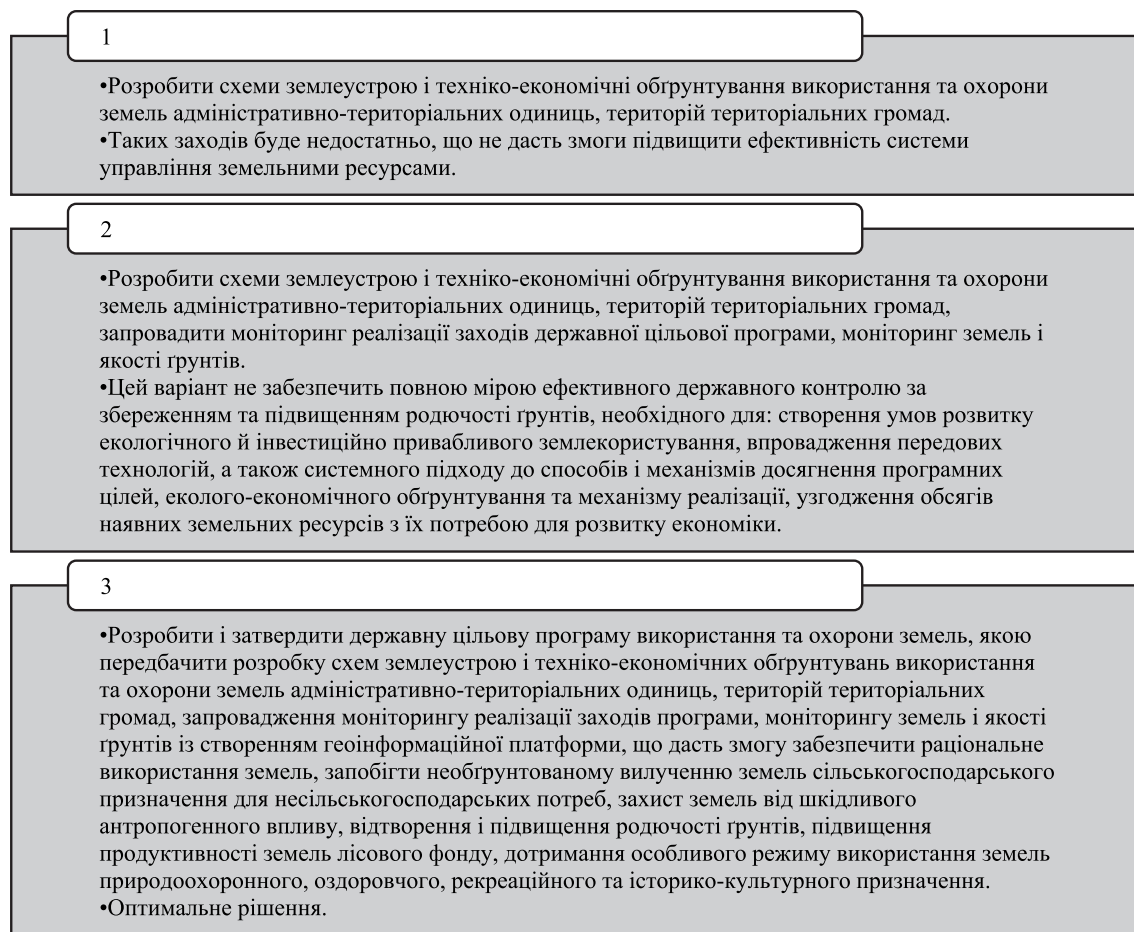 1
•Розробити схеми землеустрою і техніко-економічні обґрунтування використання та охорони
земель адміністративно-територіальних одиниць, територій територіальних громад.
•Таких заходів буде недостатньо, що не дасть змоги підвищити ефективність системи
управління земельними ресурсами.
2
•Розробити схеми землеустрою і техніко-економічні обґрунтування використання та охорони
земель адміністративно-територіальних одиниць, територій територіальних громад,
запровадити моніторинг реалізації заходів державної цільової програми, моніторинг земель і
якості ґрунтів.
•Цей варіант не забезпечить повною мірою ефективного державного контролю за
збереженням та підвищенням родючості ґрунтів, необхідного для: створення умов розвитку
екологічного й інвестиційно привабливого землекористування, впровадження передових
технологій, а також системного підходу до способів і механізмів досягнення програмних
цілей, еколого-економічного обґрунтування та механізму реалізації, узгодження обсягів
наявних земельних ресурсів з їх потребою для розвитку економіки.
3
•Розробити і затвердити державну цільову програму використання та охорони земель, якою
передбачити розробку схем землеустрою і техніко-економічних обґрунтувань використання
та охорони земель адміністративно-територіальних одиниць, територій територіальних
громад, запровадження моніторингу реалізації заходів програми, моніторингу земель і якості
ґрунтів із створенням геоінформаційної платформи, що дасть змогу забезпечити раціональне
використання земель, запобігти необґрунтованому вилученню земель сільськогосподарського
призначення для несільськогосподарських потреб, захист земель від шкідливого
антропогенного впливу, відтворення і підвищення родючості ґрунтів, підвищення
продуктивності земель лісового фонду, дотримання особливого режиму використання земель
природоохоронного, оздоровчого, рекреаційного та історико-культурного призначення.
•Оптимальне рішення.